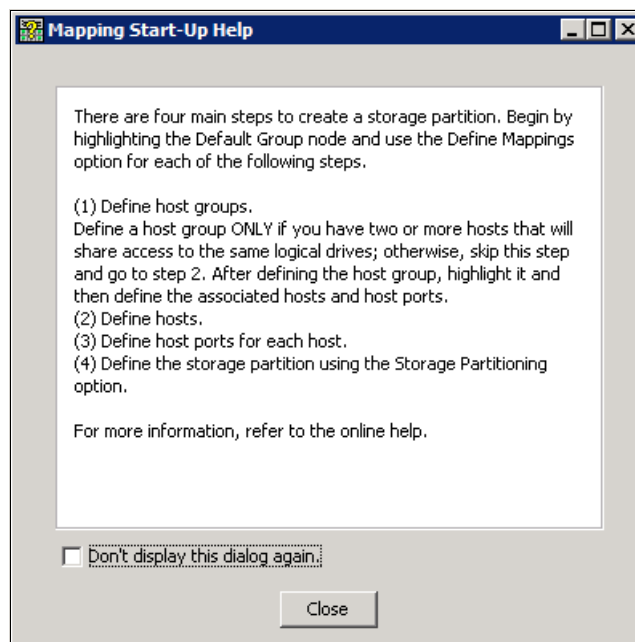 Mapping Start-Up Help
There are four main steps to create a storage partition. Begin by
highlighting the Default Group node and use the Define Mappings
option for each of the following steps.
(1) Define host groups.
Define a host group ONLY if you have two or more hosts that will
share access to the same logical drives; otherwise, skip this step
and go to step 2. After defining the host group, highlight it and
then define the associated hosts and host ports.
(2) Define hosts.
(3) Define host ports for each host.
(4) Define the storage partition using the Storage Partitioning
option.
For more information, refer to the online help.
Don't display this dialog again.
Close